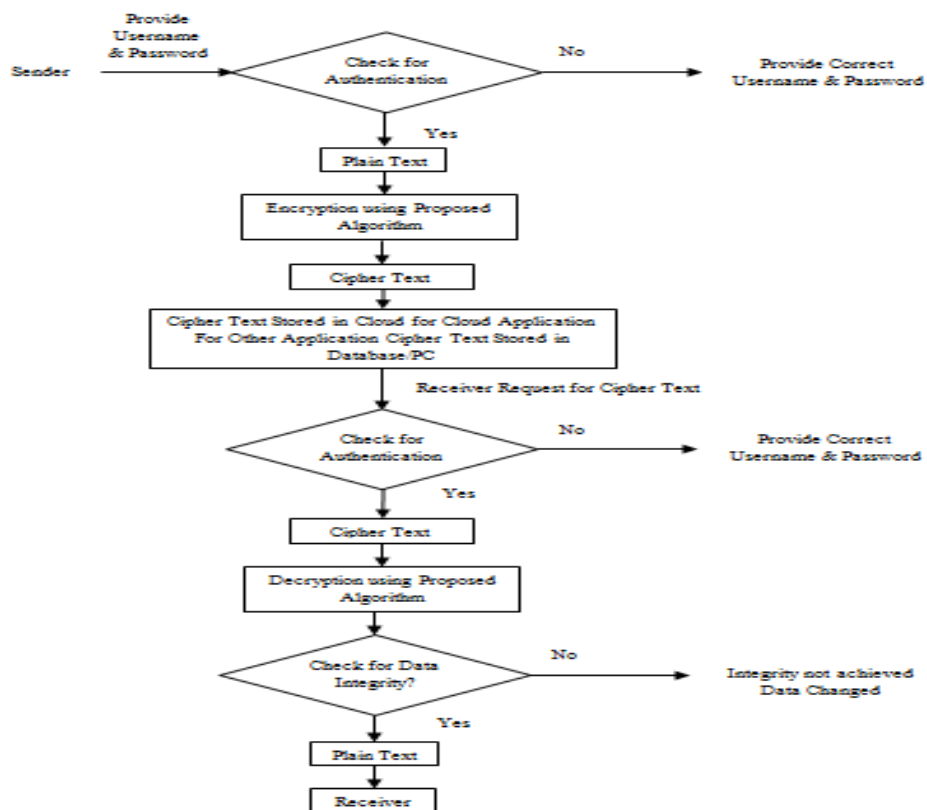 Provide
Username
& Password
Sender
Check for
Authentication
No
Provide Correct
Username & Password
Yes
Plain Text
Encryption using Proposed
Algorithm
Cipher Text
Cipher Text Stored in Cloud for Cloud Application
For Other Application Cipher Text Stored in
Database/PC
Receiver Request for Cipher Text
Check for
Authentication
No
Provide Correct
Username & Password
Yes
Cipher Text
Decryption using Proposed
Algorithm
Check for Data
Integrity?
No
Integrity not achieved
Data Changed
Yes
Plain Text
Receiver